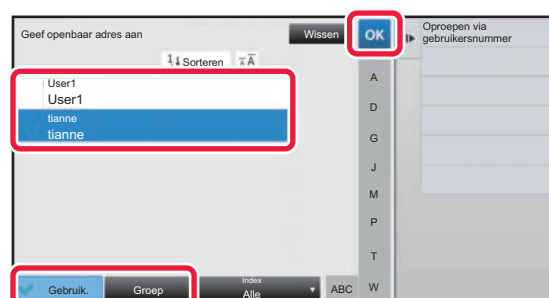 Geef openbaar adres aan
Wissen
OK
Oproepen via
gebruikersnummer
Sorteren
A A
User1
User1
tianne
tianne
A
D
G
J
M
P
T
W
Gebruik.
Groep
Index
Alle
ABC